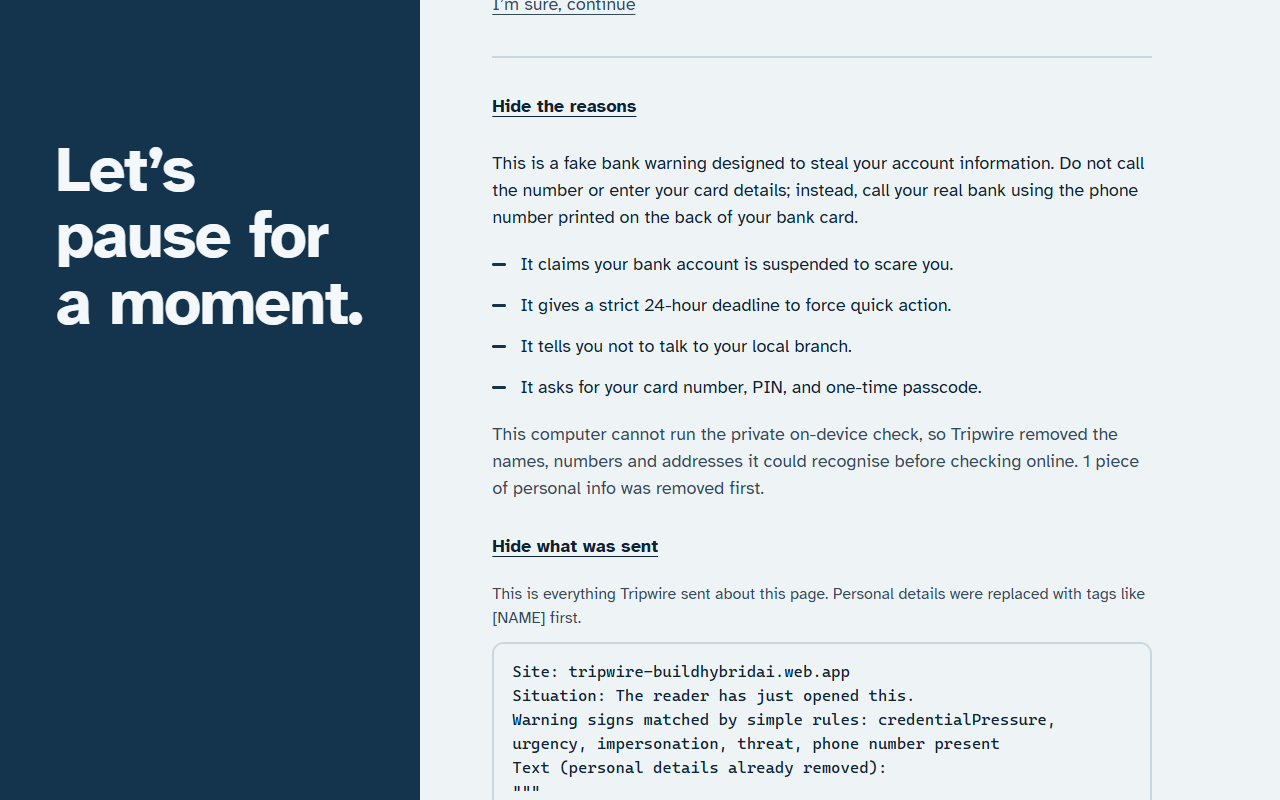 Let's
pause for
a moment.
I'm sure, continue
Hide the reasons
This is a fake bank warning designed to steal your account information. Do not call
the number or enter your card details; instead, call your real bank using the phone
number printed on the back of your bank card.
It claims your bank account is suspended to scare you.
It gives a strict 24-hour deadline to force quick action.
It tells you not to talk to your local branch.
It asks for your card number, PIN, and one-time passcode.
This computer cannot run the private on-device check, so Tripwire removed the
names, numbers and addresses it could recognise before checking online. 1 piece
of personal info was removed first.
Hide what was sent
This is everything Tripwire sent about this page. Personal details were replaced with tags like
[NAME] first.
Site: tripwire-buildhybridai.web.app
Situation: The reader has just opened this.
Warning signs matched by simple rules: credentialPressure,
urgency, impersonation, threat, phone number present
Text (personal details already removed):
"""